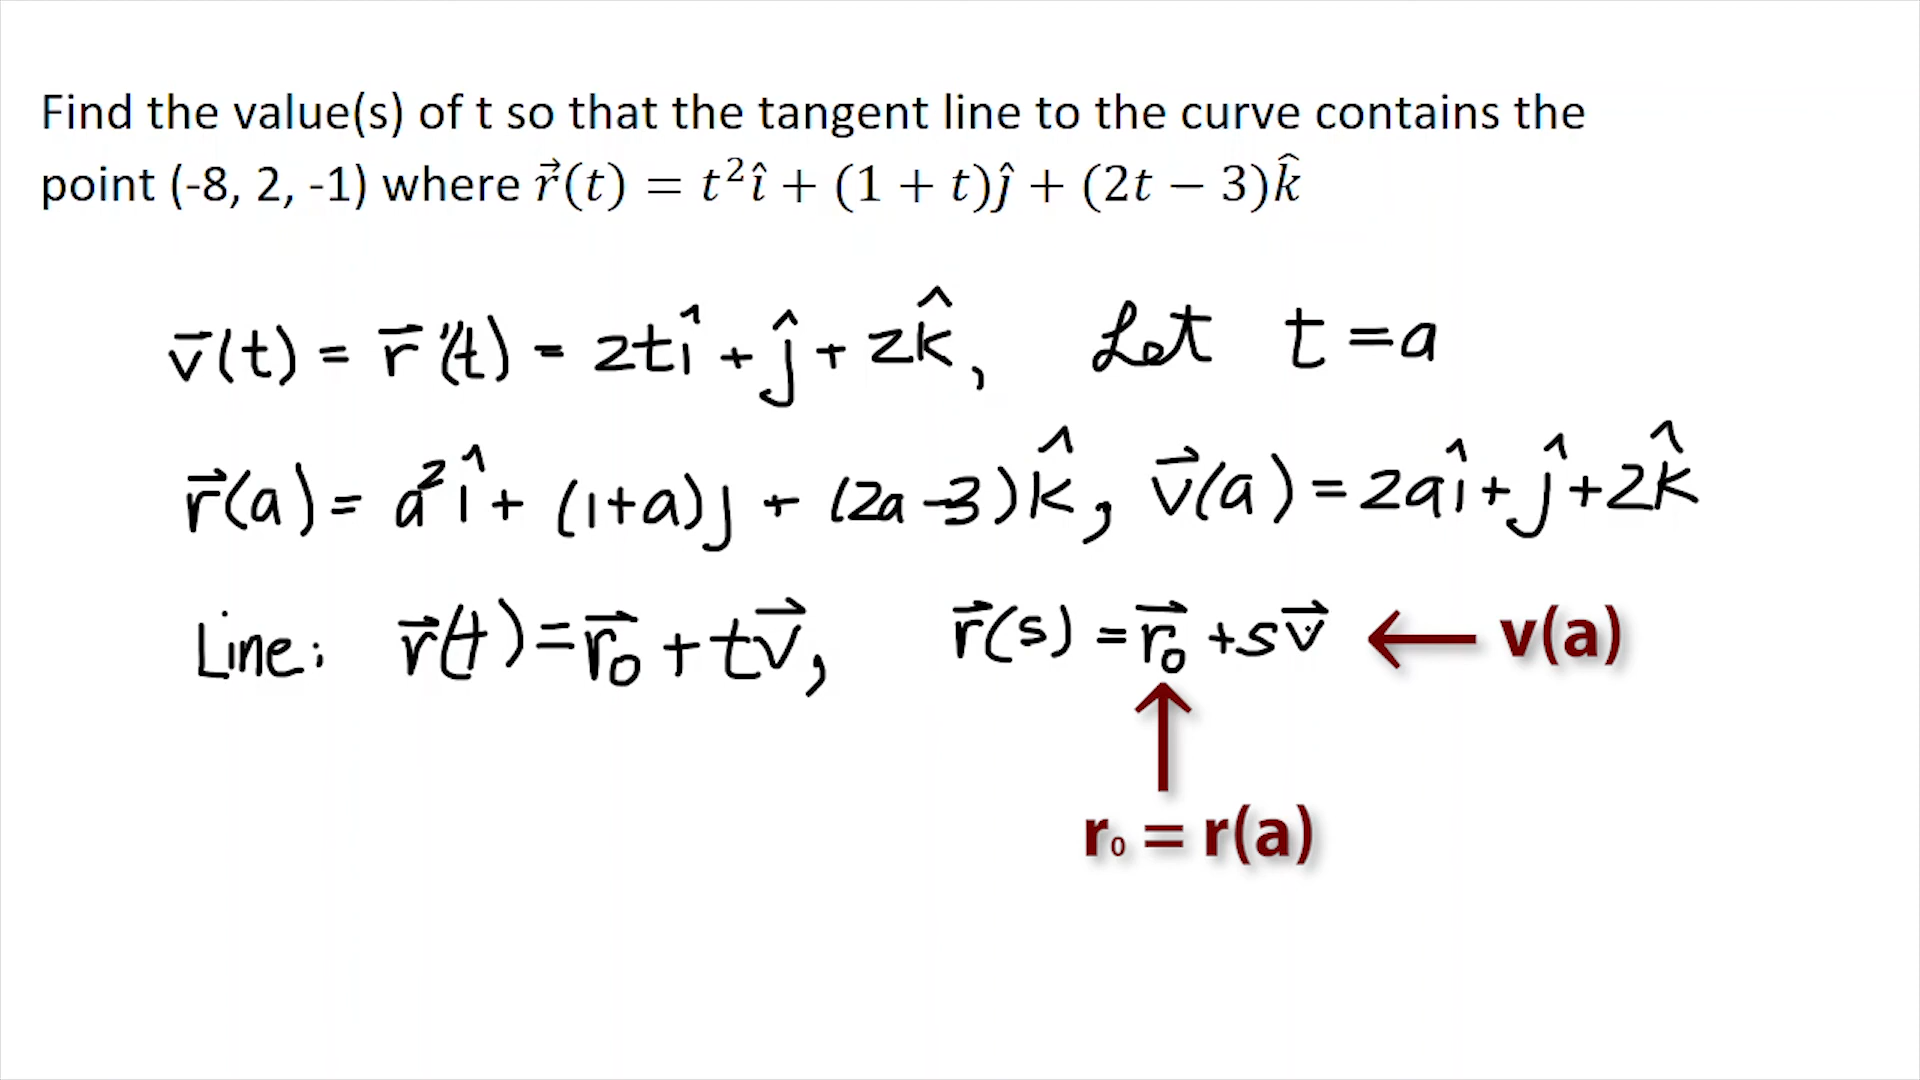 Find the value(s) of t so that the tangent line to the curve contains the
point (-8, 2, -1) where r⃗(t) = t²î + (1 + t)ĵ + (2t − 3)k̂
v⃗(t) = r⃗'(t) = 2tî + ĵ + 2k̂, Let t = a
r⃗(a) = a²î + (1+a)j + (2a-3)k̂, v⃗(a) = 2aî + ĵ + 2k̂
Line: r⃗(t) = r⃗₀ + tv⃗, r⃗(s) = r⃗₀ + sv⃗ ← v(a)
↑
r₀ = r(a)